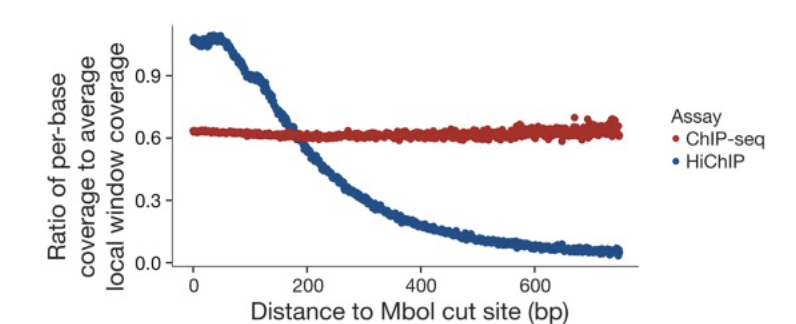 Ratio of per-base
coverage to average
local window coverage
0.9
0.6
0.3
0.0
0
200
400
600
Distance to MboI cut site (bp)
Assay
ChIP-seq
HiChIP